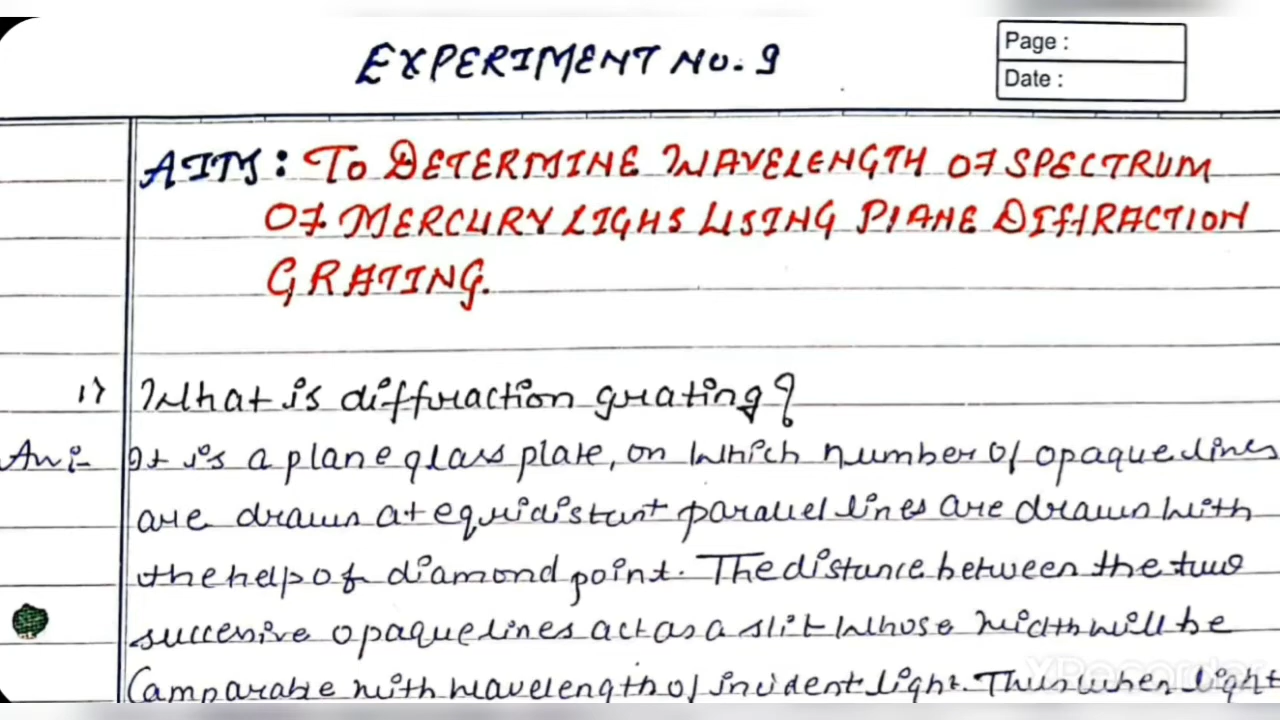 EXPERIMENT NO. 9
Page :
Date :
AIM : TO DETERMINE WAVELENGTH OF SPECTRUM
OF MERCURY LIGHS USING PLANE DIFFRACTION
GRATING.
1) What is diffraction grating?
Ans:- It is a plane glass plate, on which number of opaque lines
are drawn at equidistant parallel lines are drawn with
the help of diamond point. The distance between the two
successive opaque lines act as a slit whose width will be
Comparable with wavelength of incident light. Thus when light
XRecorder